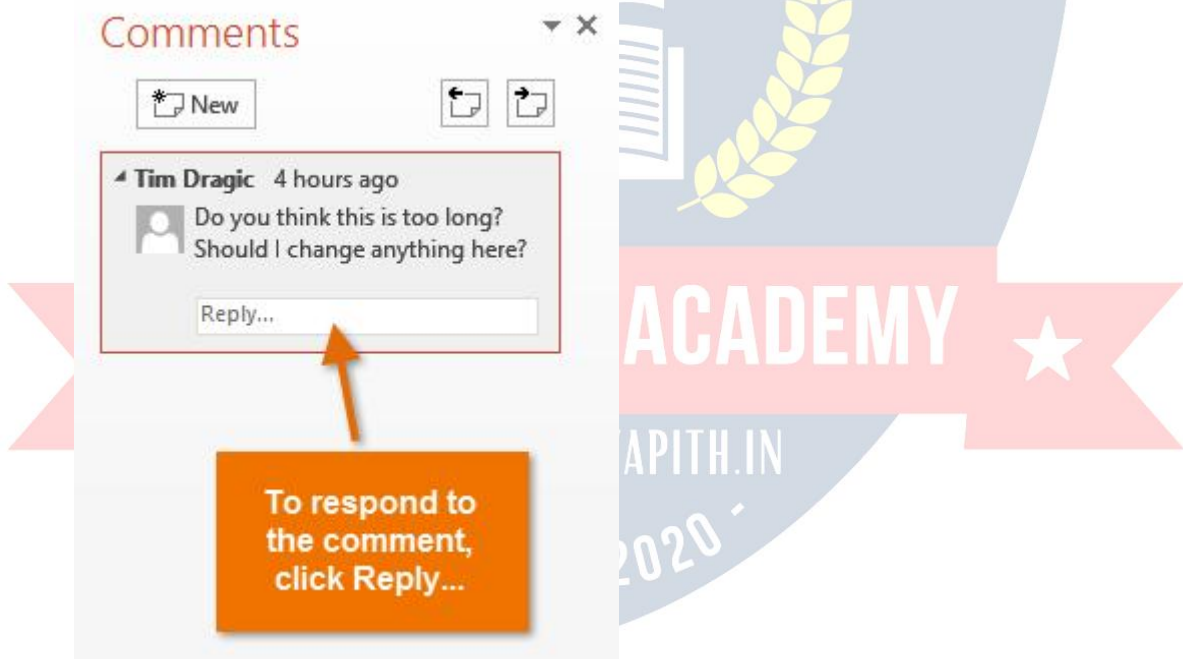 Comments
New
Tim Dragic 4 hours ago
Do you think this is too long?
Should I change anything here?
Reply...
To respond to
the comment,
click Reply...
ACADEMY
APITH.IN
2020 -